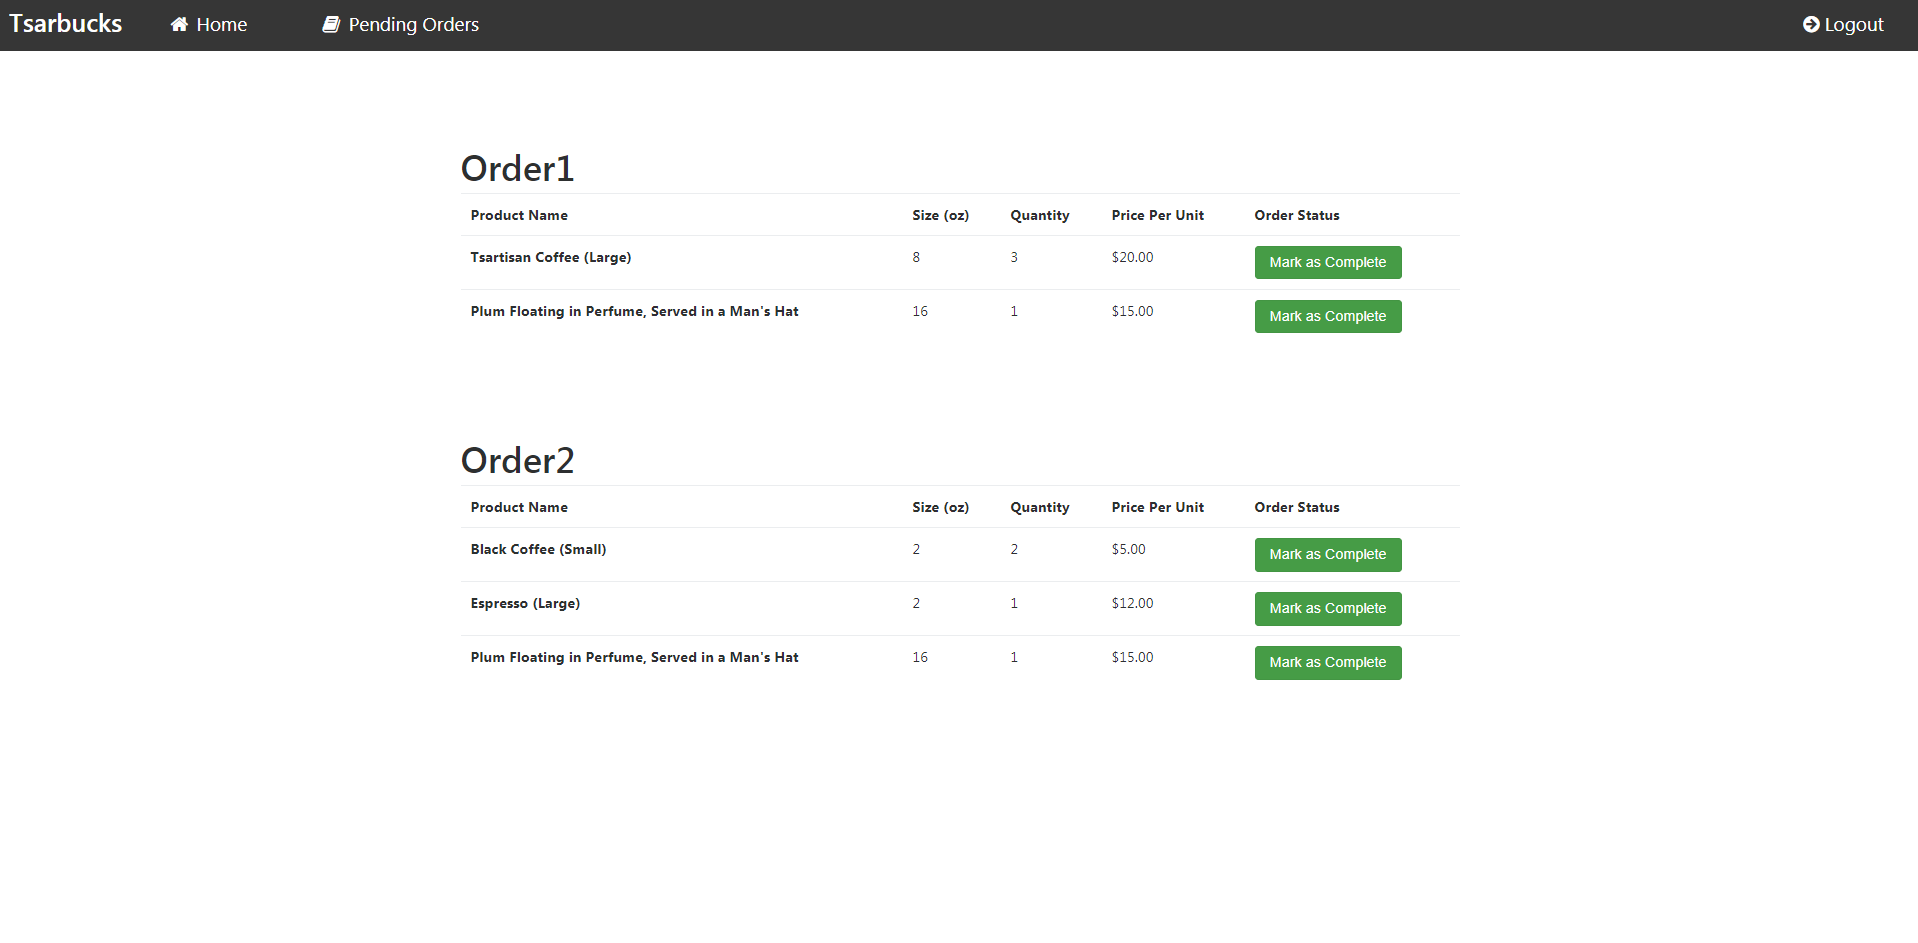 Tsarbucks Home Pending Orders Logout
Order1
Product Name Size (oz) Quantity Price Per Unit Order Status
Tsartisan Coffee (Large) 8 3 $20.00 Mark as Complete
Plum Floating in Perfume, Served in a Man's Hat 16 1 $15.00 Mark as Complete
Order2
Product Name Size (oz) Quantity Price Per Unit Order Status
Black Coffee (Small) 2 2 $5.00 Mark as Complete
Espresso (Large) 2 1 $12.00 Mark as Complete
Plum Floating in Perfume, Served in a Man's Hat 16 1 $15.00 Mark as Complete